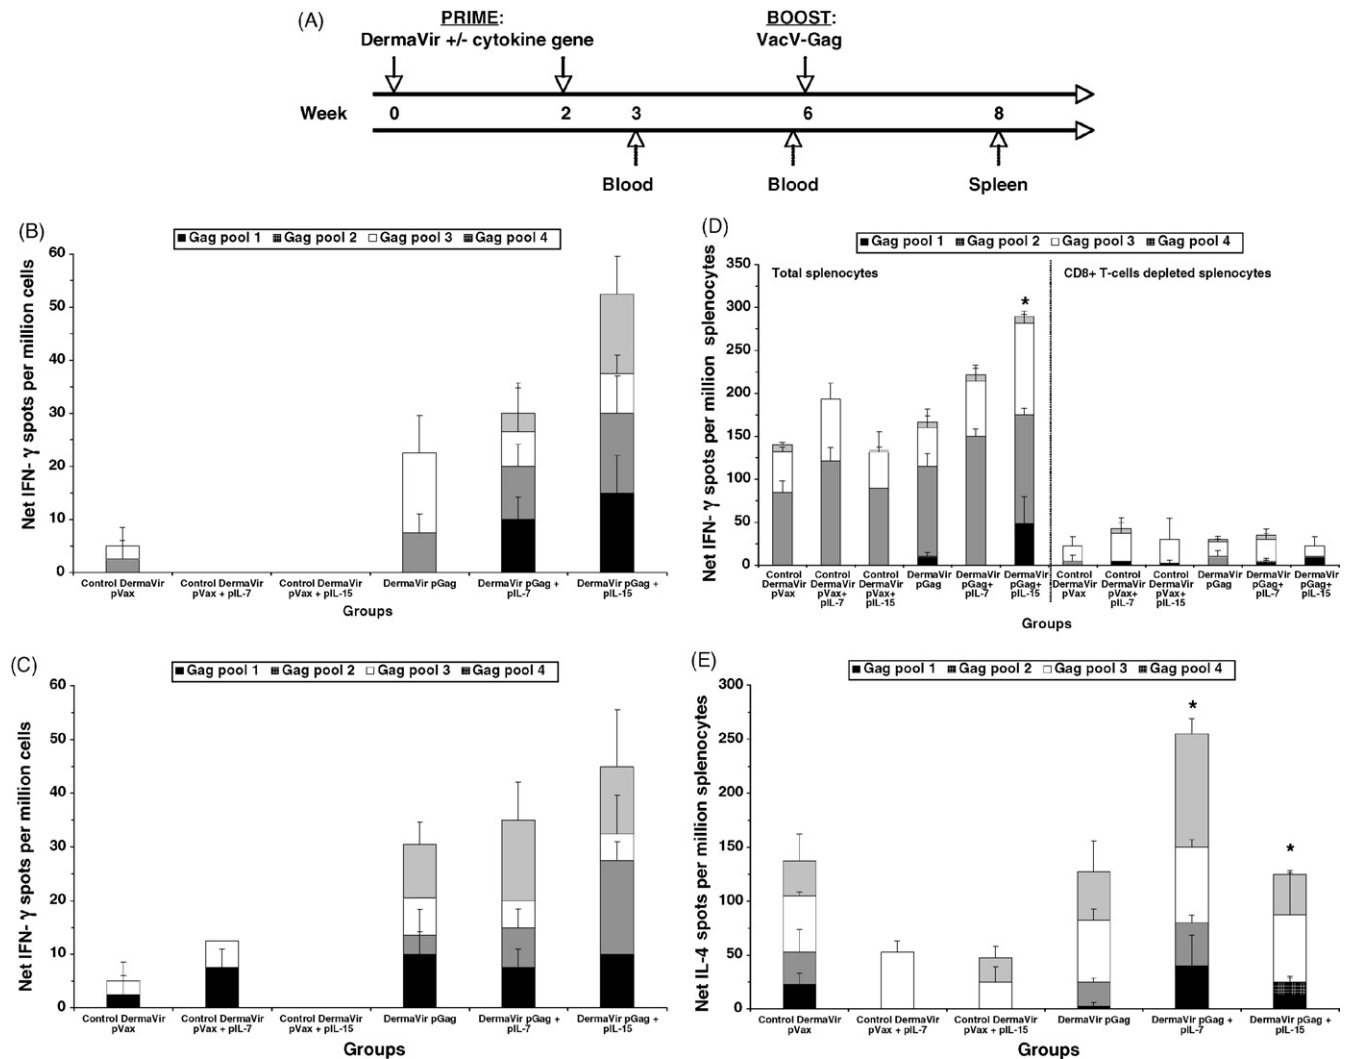 (A)
PRIME:
DermaVir +/- cytokine gene
BOOST:
VacV-Gag
Week
0
2
3
6
8
Blood
Blood
Spleen
(B)
Gag pool 1 Gag pool 2 Gag pool 3 Gag pool 4
Net IFN- γ spots per million cells
60
50
40
30
20
10
0
Control DermaVir
pVax
Control DermaVir
pVax + pIL-7
Control DermaVir
pVax + pIL-15
DermaVir pGag
DermaVir pGag +
pIL-7
DermaVir pGag +
pIL-15
Groups
(C)
Gag pool 1 Gag pool 2 Gag pool 3 Gag pool 4
Net IFN- γ spots per million cells
60
50
40
30
20
10
0
Control DermaVir
pVax
Control DermaVir
pVax + pIL-7
Control DermaVir
pVax + pIL-15
DermaVir pGag
DermaVir pGag +
pIL-7
DermaVir pGag +
pIL-15
Groups
(D)
Gag pool 1 Gag pool 2 Gag pool 3 Gag pool 4
Net IFN- γ spots per million splenocytes
350
300
250
200
150
100
50
0
Total splenocytes
CD8+ T-cells depleted splenocytes
*
Control
DermaVir
pVax
Control
DermaVir
pVax+
pIL-7
Control
DermaVir
pVax+
pIL-15
DermaVir
pGag
DermaVir
pGag+
pIL-7
DermaVir
pGag+
pIL-15
Control
DermaVir
pVax
Control
DermaVir
pVax+
pIL-7
Control
DermaVir
pVax+
pIL-15
DermaVir
pGag
DermaVir
pGag+
pIL-7
DermaVir
pGag+
pIL-15
Groups
(E)
Gag pool 1 Gag pool 2 Gag pool 3 Gag pool 4
Net IL-4 spots per million splenocytes
300
250
200
150
100
50
0
*
*
Control DermaVir
pVax
Control DermaVir
pVax + pIL-7
Control DermaVir
pVax + pIL-15
DermaVir pGag
DermaVir pGag +
pIL-7
DermaVir pGag +
pIL-15
Groups